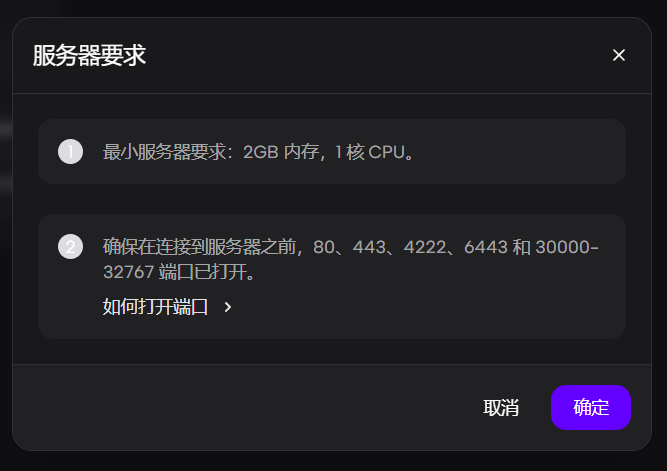 服务器要求
1 最小服务器要求：2GB 内存，1 核 CPU。
2 确保在连接到服务器之前，80、443、4222、6443 和 30000-
32767 端口已打开。
如何打开端口
取消 确定